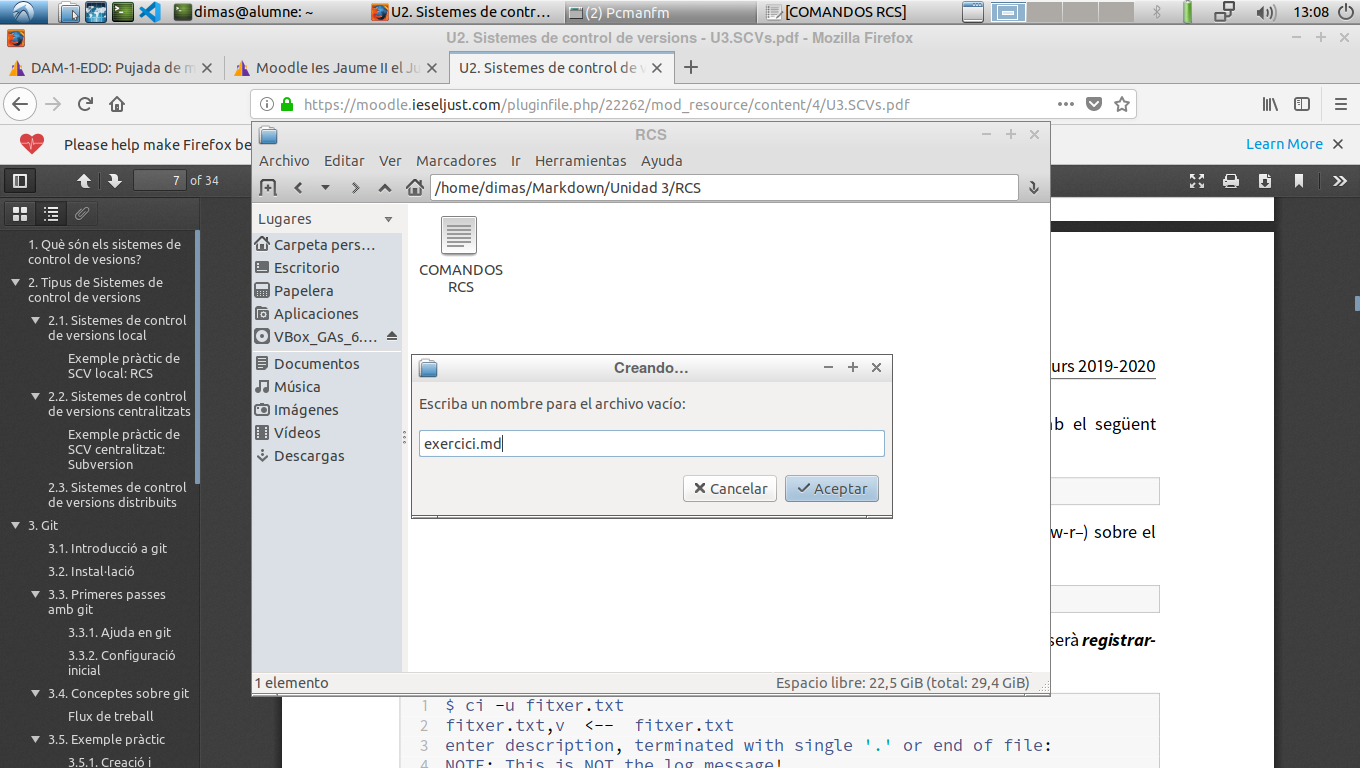 dimas@alumne: ~
U2. Sistemes de contr...
(2) Pcmanfm
[COMANDOS RCS]
13:08
U2. Sistemes de control de versions - U3.SCVs.pdf - Mozilla Firefox
DAM-1-EDD: Pujada de m
Moodle Ies Jaume II el Ju
U2. Sistemes de control de v
https://moodle.ieseljust.com/pluginfile.php/22262/mod_resource/content/4/U3.SCVs.pdf
Please help make Firefox be
Learn More
7 of 34
RCS
Archivo Editar Ver Marcadores Ir Herramientas Ayuda
/home/dimas/Markdown/Unidad 3/RCS
Lugares
Carpeta pers...
Escritorio
Papelera
Aplicaciones
VBox_GAs_6....
Documentos
Música
Imágenes
Vídeos
Descargas
COMANDOS
RCS
Creando...
Escriba un nombre para el archivo vacío:
exercici.md
Cancelar
Aceptar
1 elemento
Espacio libre: 22,5 GiB (total: 29,4 GiB)
1. Què són els sistemes de
control de vesions?
2. Tipus de Sistemes de
control de versions
2.1. Sistemes de control
de versions local
Exemple pràctic de
SCV local: RCS
2.2. Sistemes de control
de versions centralitzats
Exemple pràctic de
SCV centralitzat:
Subversion
2.3. Sistemes de control
de versions distribuits
3. Git
3.1. Introducció a git
3.2. Instal·lació
3.3. Primeres passes
amb git
3.3.1. Ajuda en git
3.3.2. Configuració
inicial
3.4. Conceptes sobre git
Flux de treball
3.5. Exemple pràctic
3.5.1. Creació i
urs 2019-2020
b el següent
w-r–) sobre el
serà registrar-
1 $ ci -u fitxer.txt
2 fitxer.txt,v <-- fitxer.txt
3 enter description, terminated with single '.' or end of file:
4 NOTE: This is NOT the log message!